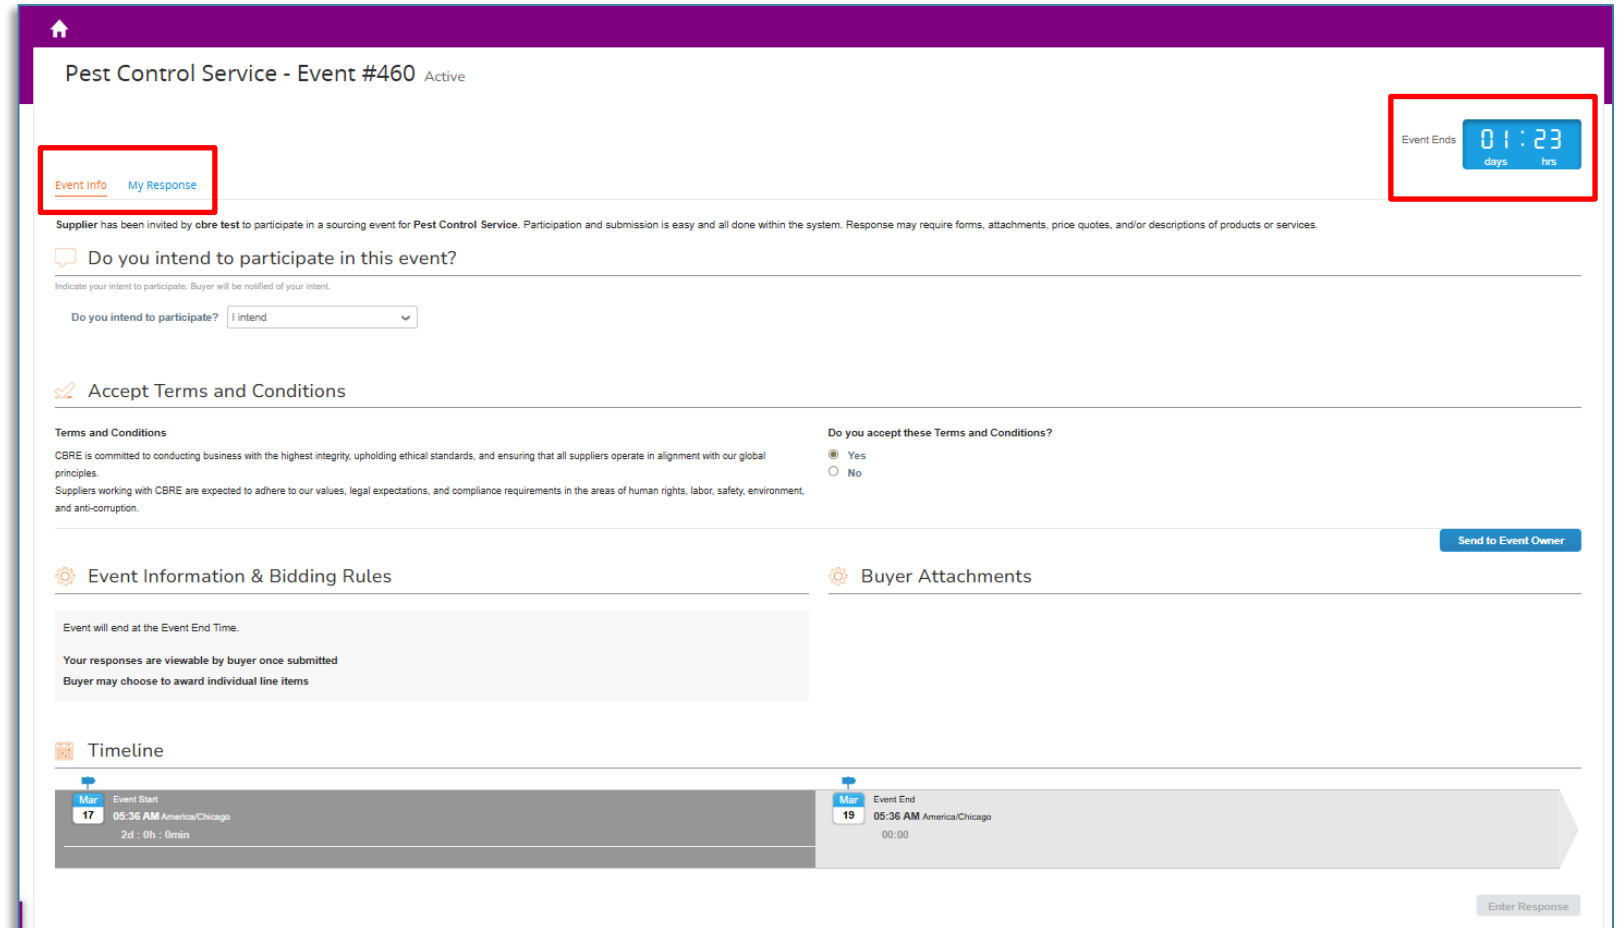 Pest Control Service - Event #460 Active
Event Ends 01:23
days hrs
Event Info My Response
Supplier has been invited by cbre test to participate in a sourcing event for Pest Control Service. Participation and submission is easy and all done within the system. Response may require forms, attachments, price quotes, and/or descriptions of products or services.
Do you intend to participate in this event?
Indicate your intent to participate. Buyer will be notified of your intent.
Do you intend to participate? I intend
Accept Terms and Conditions
Terms and Conditions
CBRE is committed to conducting business with the highest integrity, upholding ethical standards, and ensuring that all suppliers operate in alignment with our global
principles.
Suppliers working with CBRE are expected to adhere to our values, legal expectations, and compliance requirements in the areas of human rights, labor, safety, environment,
and anti-corruption.
Do you accept these Terms and Conditions?
Yes
No
Send to Event Owner
Event Information & Bidding Rules
Event will end at the Event End Time.
Your responses are viewable by buyer once submitted
Buyer may choose to award individual line items
Buyer Attachments
Timeline
Mar
17
Event Start
05:36 AM America/Chicago
2d : 0h : 0min
Mar
19
Event End
05:36 AM America/Chicago
00:00
Enter Response